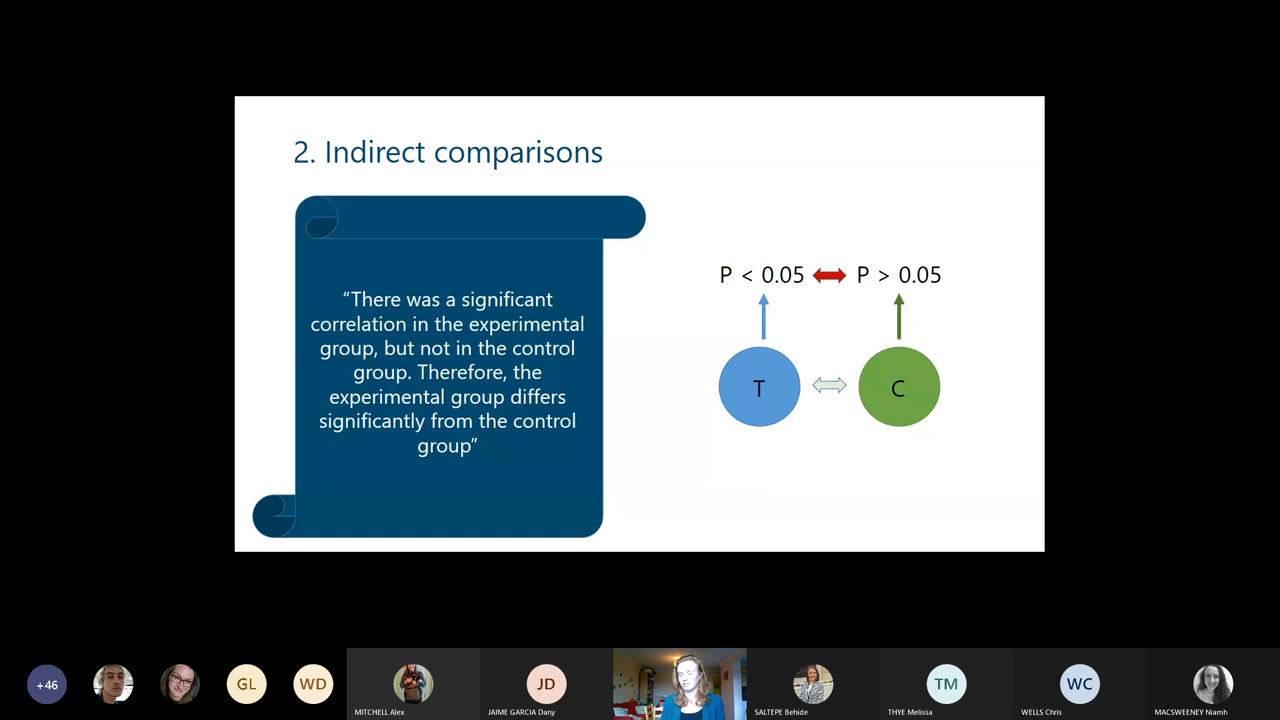 2. Indirect comparisons
“There was a significant
correlation in the experimental
group, but not in the control
group. Therefore, the
experimental group differs
significantly from the control
group”
P < 0.05
P > 0.05
T
C
+46
GL
WD
MITCHELL Alex
JD
JAIME GARCIA Dany
SALTEPE Behide
TM
THYE Melissa
WC
WELLS Chris
MACSWEENEY Niamh